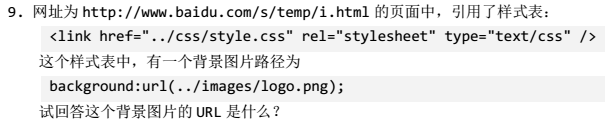 9. 网址为 http://www.baidu.com/s/temp/i.html 的页面中，引用了样式表：
<link href="../css/style.css" rel="stylesheet" type="text/css" />
这个样式表中，有一个背景图片路径为
background:url(../images/logo.png);
试回答这个背景图片的 URL 是什么？